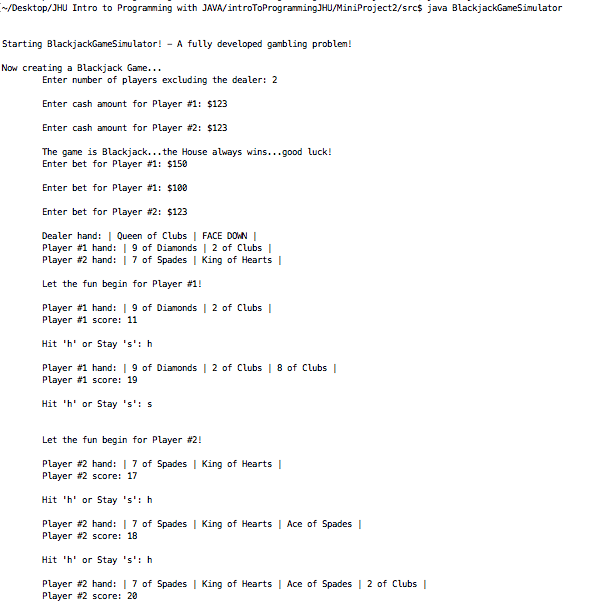 [~/Desktop/JHU Intro to Programming with JAVA/introToProgrammingJHU/MiniProject2/src$ java BlackjackGameSimulator
Starting BlackjackGameSimulator! - A fully developed gambling problem!
Now creating a Blackjack Game...
Enter number of players excluding the dealer: 2
Enter cash amount for Player #1: $123
Enter cash amount for Player #2: $123
The game is Blackjack...the House always wins...good luck!
Enter bet for Player #1: $150
Enter bet for Player #1: $100
Enter bet for Player #2: $123
Dealer hand: | Queen of Clubs | FACE DOWN |
Player #1 hand: | 9 of Diamonds | 2 of Clubs |
Player #2 hand: | 7 of Spades | King of Hearts |
Let the fun begin for Player #1!
Player #1 hand: | 9 of Diamonds | 2 of Clubs |
Player #1 score: 11
Hit 'h' or Stay 's': h
Player #1 hand: | 9 of Diamonds | 2 of Clubs | 8 of Clubs |
Player #1 score: 19
Hit 'h' or Stay 's': s
Let the fun begin for Player #2!
Player #2 hand: | 7 of Spades | King of Hearts |
Player #2 score: 17
Hit 'h' or Stay 's': h
Player #2 hand: | 7 of Spades | King of Hearts | Ace of Spades |
Player #2 score: 18
Hit 'h' or Stay 's': h
Player #2 hand: | 7 of Spades | King of Hearts | Ace of Spades | 2 of Clubs |
Player #2 score: 20